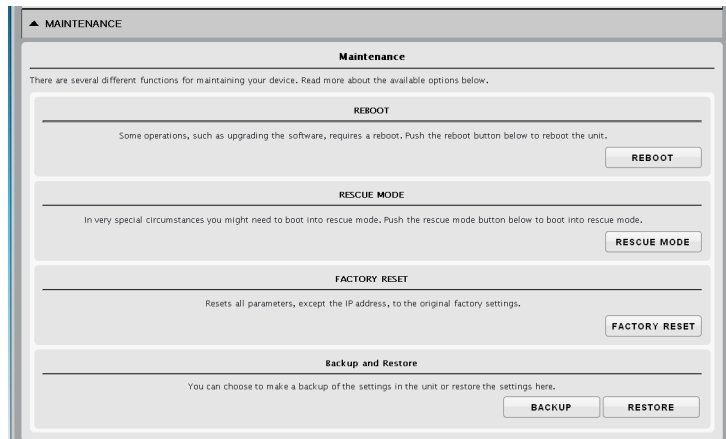 MAINTENANCE
Maintenance
There are several different functions for maintaining your device. Read more about the available options below.
REBOOT
Some operations, such as upgrading the software, requires a reboot. Push the reboot button below to reboot the unit.
REBOOT
RESCUE MODE
In very special circumstances you might need to boot into rescue mode. Push the rescue mode button below to boot into rescue mode.
RESCUE MODE
FACTORY RESET
Resets all parameters, except the IP address, to the original factory settings.
FACTORY RESET
Backup and Restore
You can choose to make a backup of the settings in the unit or restore the settings here.
BACKUP RESTORE